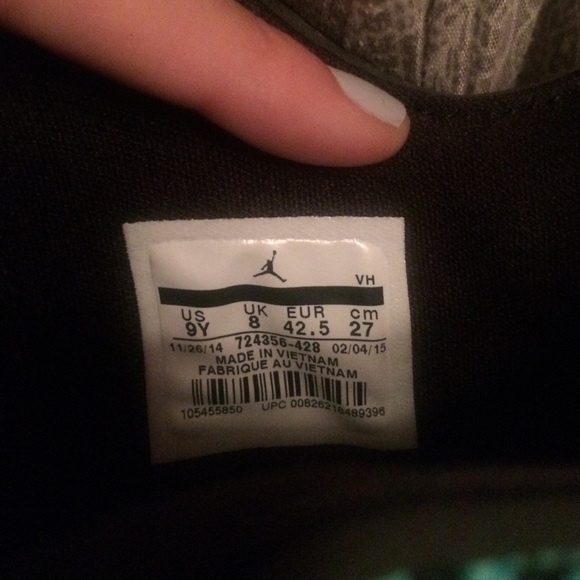 VH
US UK EUR cm
9Y 8 42.5 27
11/26/14 724356-428 02/04/15
MADE IN VIETNAM
FABRIQUE AU VIETNAM
105455850 UPC